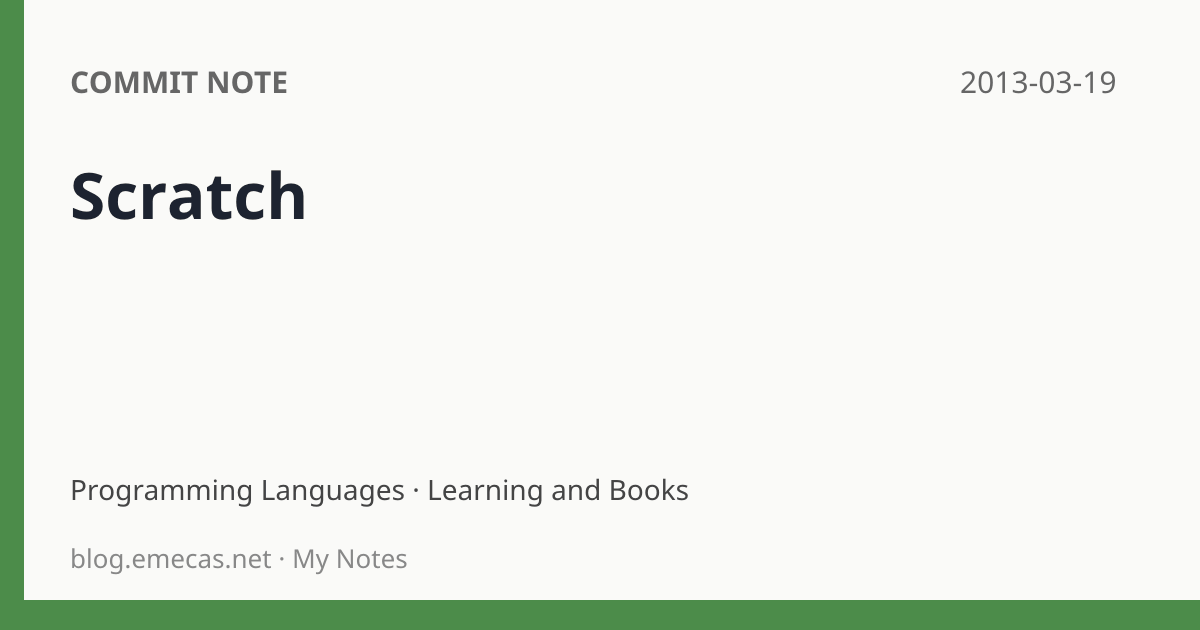 COMMIT NOTE
2013-03-19
Scratch
Programming Languages · Learning and Books
blog.emecas.net · My Notes